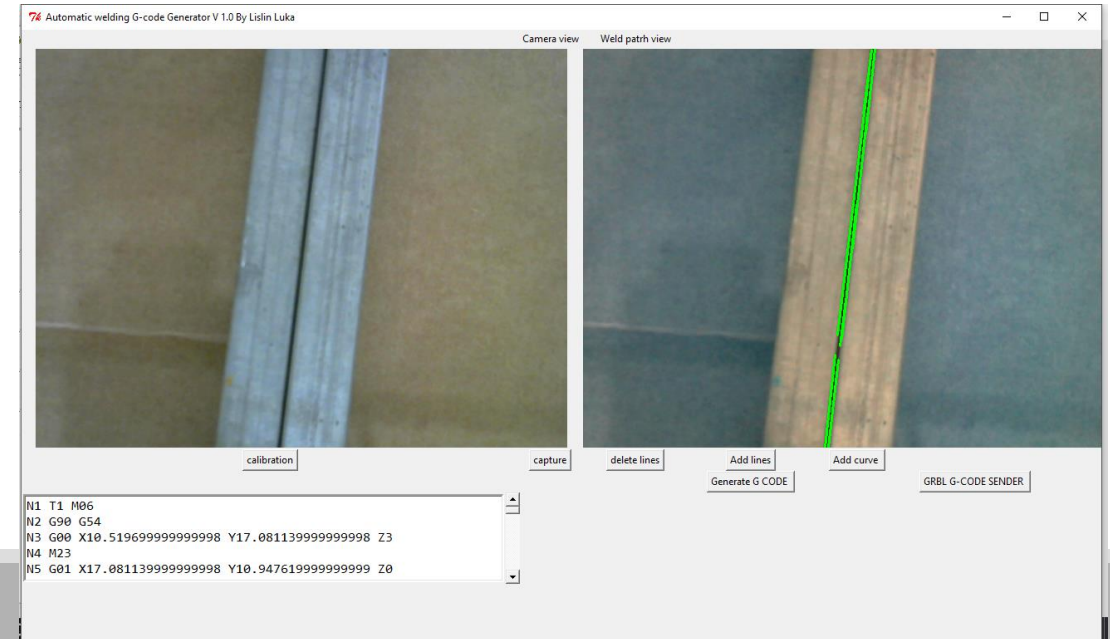 Automatic welding G-code Generator V 1.0 By Lislin Luka
Camera view
Weld patrh view
calibration
capture
delete lines
Add lines
Add curve
Generate G CODE
GRBL G-CODE SENDER
N1 T1 M06
N2 G90 G54
N3 G00 X10.519699999999998 Y17.081139999999998 Z3
N4 M23
N5 G01 X17.081139999999998 Y10.947619999999999 Z0